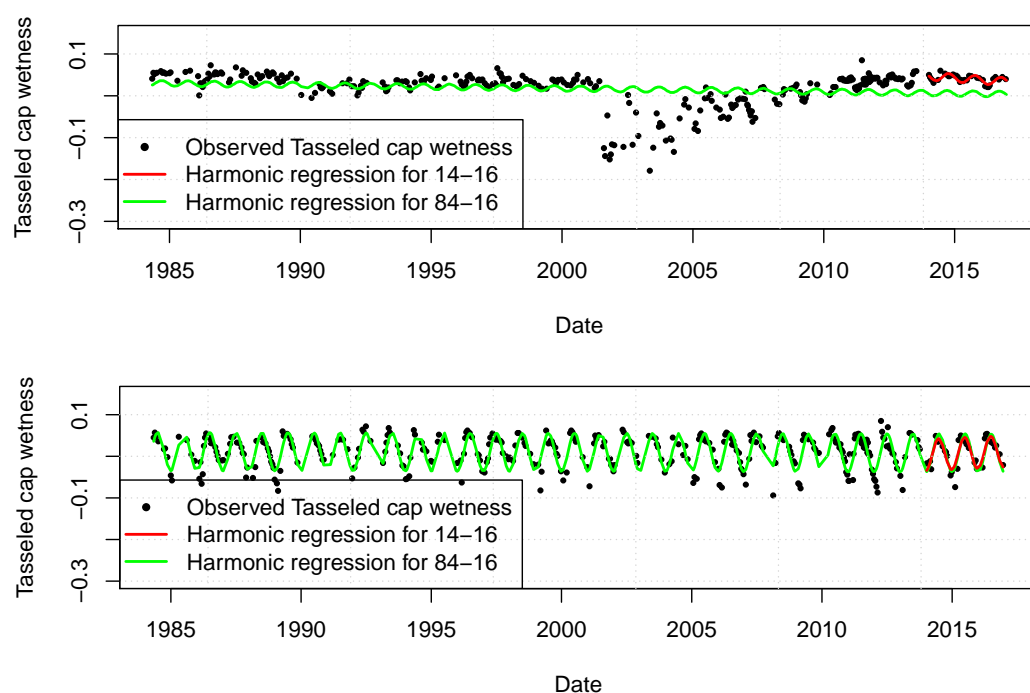 Tasseled cap wetness
0.1
−0.1
−0.3
Observed Tasseled cap wetness
Harmonic regression for 14−16
Harmonic regression for 84−16
1985 1990 1995 2000 2005 2010 2015
Date
Tasseled cap wetness
0.1
−0.1
−0.3
Observed Tasseled cap wetness
Harmonic regression for 14−16
Harmonic regression for 84−16
1985 1990 1995 2000 2005 2010 2015
Date